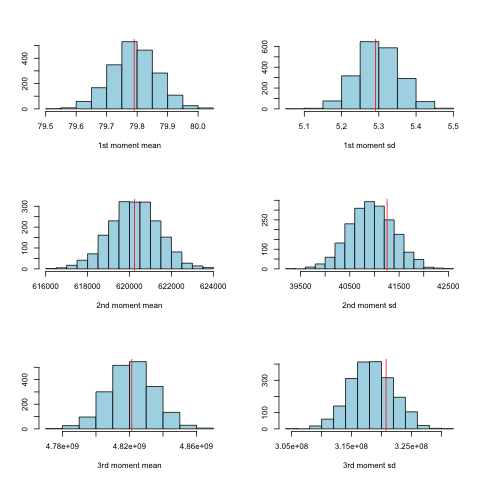 0 200 400
79.5 79.6 79.7 79.8 79.9 80.0
1st moment mean
0 200 400 600
5.1 5.2 5.3 5.4 5.5
1st moment sd
0 100 200 300
616000 618000 620000 622000 624000
2nd moment mean
0 100 250
39500 40500 41500 42500
2nd moment sd
0 200 400
4.78e+09 4.82e+09 4.86e+09
3rd moment mean
0 100 300
3.05e+08 3.15e+08 3.25e+08
3rd moment sd